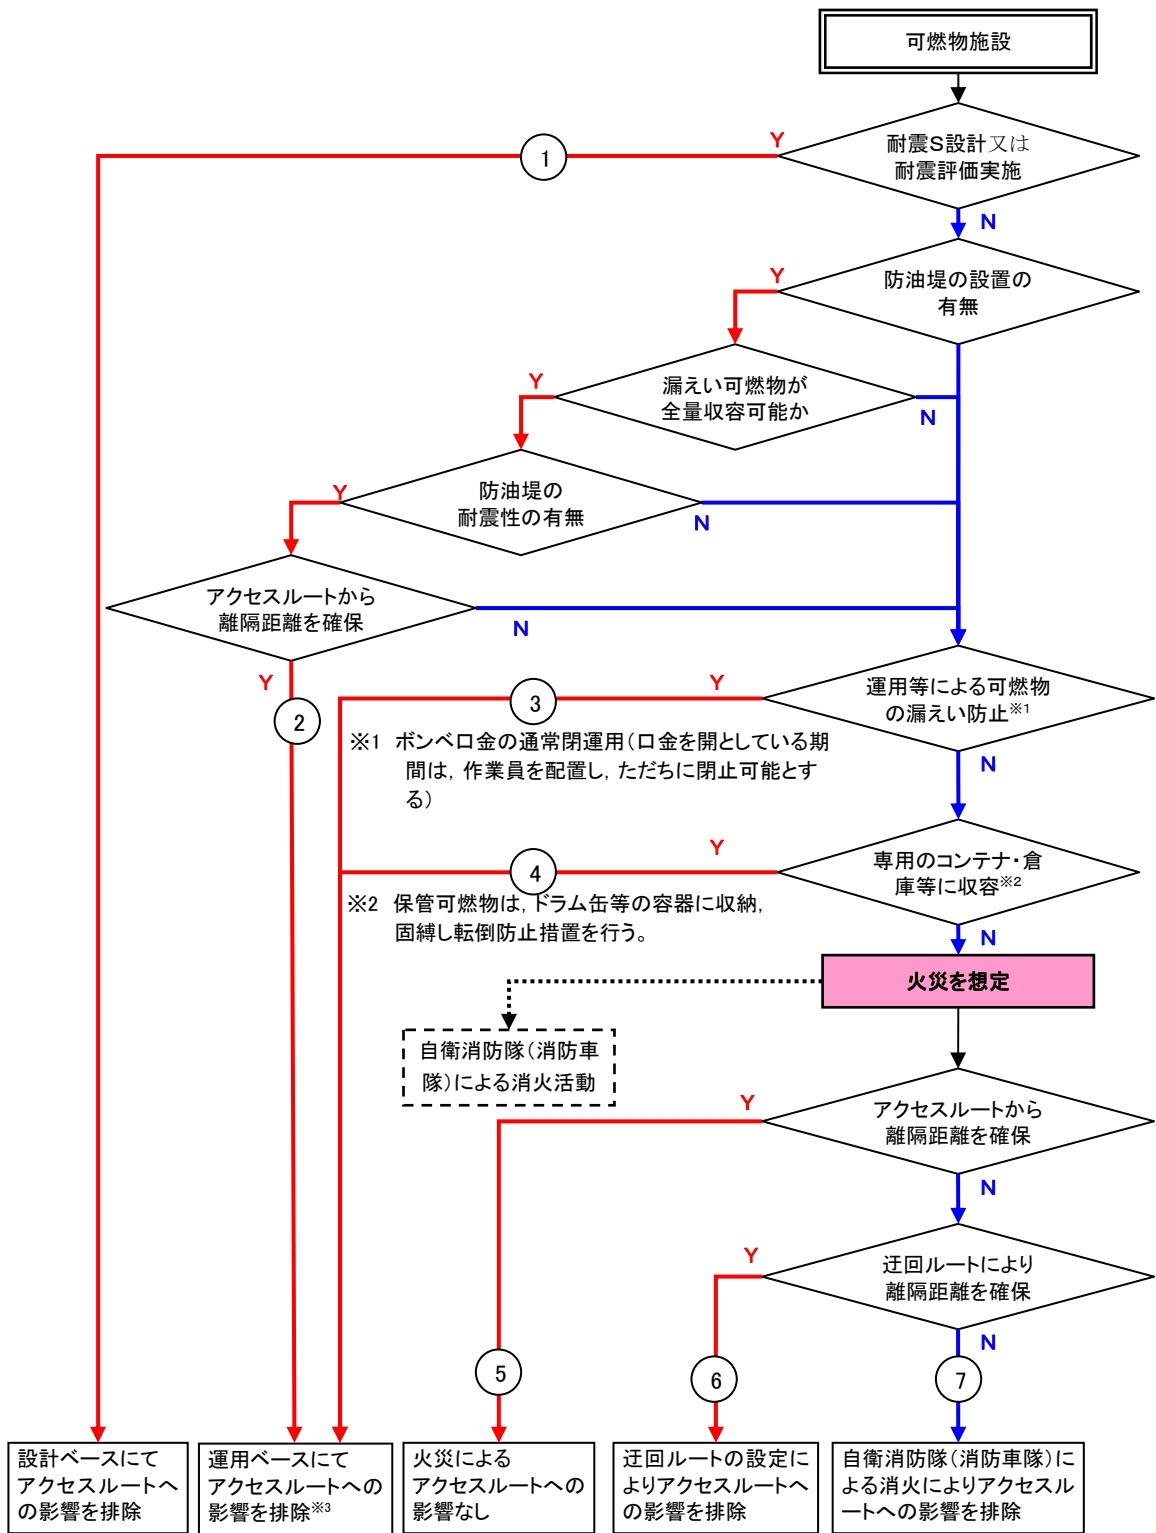 可燃物施設
耐震S設計又は
耐震評価実施
Y
1
N
防油堤の設置の
有無
Y
漏えい可燃物が
全量収容可能か
Y
N
防油堤の
耐震性の有無
Y
N
アクセスルートから
離隔距離を確保
N
Y
2
運用等による可燃物
の漏えい防止※1
Y
3
※1 ボンベ口金の通常閉運用(口金を開としている期
間は,作業員を配置し,ただちに閉止可能とす
る)
N
専用のコンテナ・倉
庫等に収容※2
Y
4
※2 保管可燃物は,ドラム缶等の容器に収納,
固縛し転倒防止措置を行う。
N
火災を想定
自衛消防隊(消防車
隊)による消火活動
アクセスルートから
離隔距離を確保
Y
N
迂回ルートにより
離隔距離を確保
Y
N
5
6
7
設計ベースにて
アクセスルートへ
の影響を排除
運用ベースにて
アクセスルートへの
影響を排除※3
火災による
アクセスルートへの
影響なし
迂回ルートの設定に
よりアクセスルートへ
の影響を排除
自衛消防隊(消防車隊)に
よる消火によりアクセスル
ートへの影響を排除